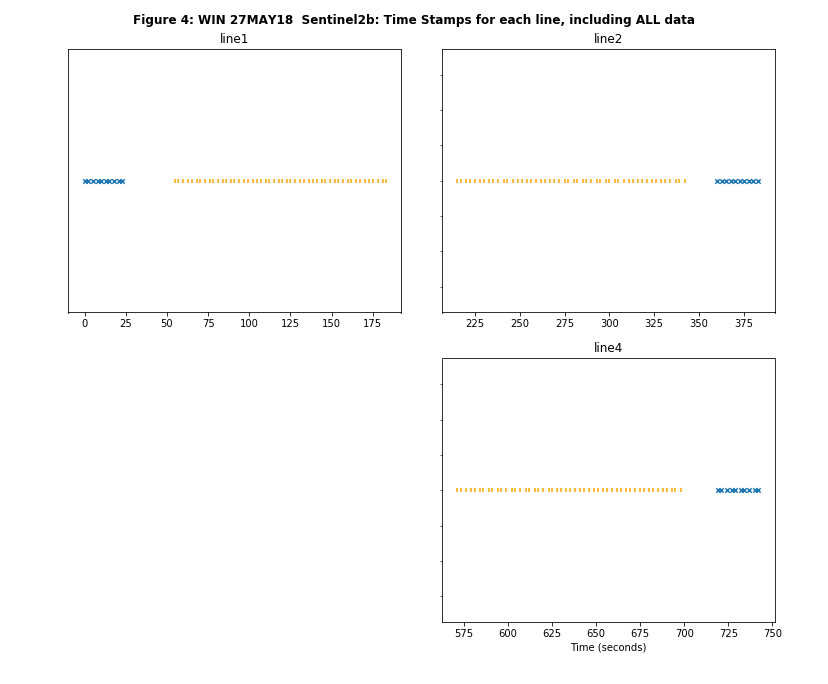 Figure 4: WIN 27MAY18  Sentinel2b: Time Stamps for each line, including ALL data
line1
line2
0 25 50 75 100 125 150 175
225 250 275 300 325 350 375
line4
575 600 625 650 675 700 725 750
Time (seconds)